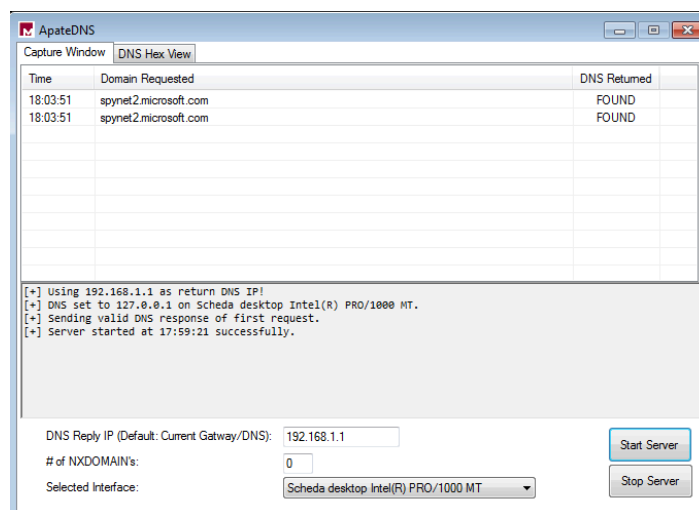 ApateDNS
Capture Window DNS Hex View
Time Domain Requested DNS Returned
18:03:51 spynet2.microsoft.com FOUND
18:03:51 spynet2.microsoft.com FOUND
[+] Using 192.168.1.1 as return DNS IP!
[+] DNS set to 127.0.0.1 on Scheda desktop Intel(R) PRO/1000 MT.
[+] Sending valid DNS response of first request.
[+] Server started at 17:59:21 successfully.
DNS Reply IP (Default: Current Gatway/DNS): 192.168.1.1
Start Server
# of NXDOMAIN's: 0
Selected Interface: Scheda desktop Intel(R) PRO/1000 MT
Stop Server